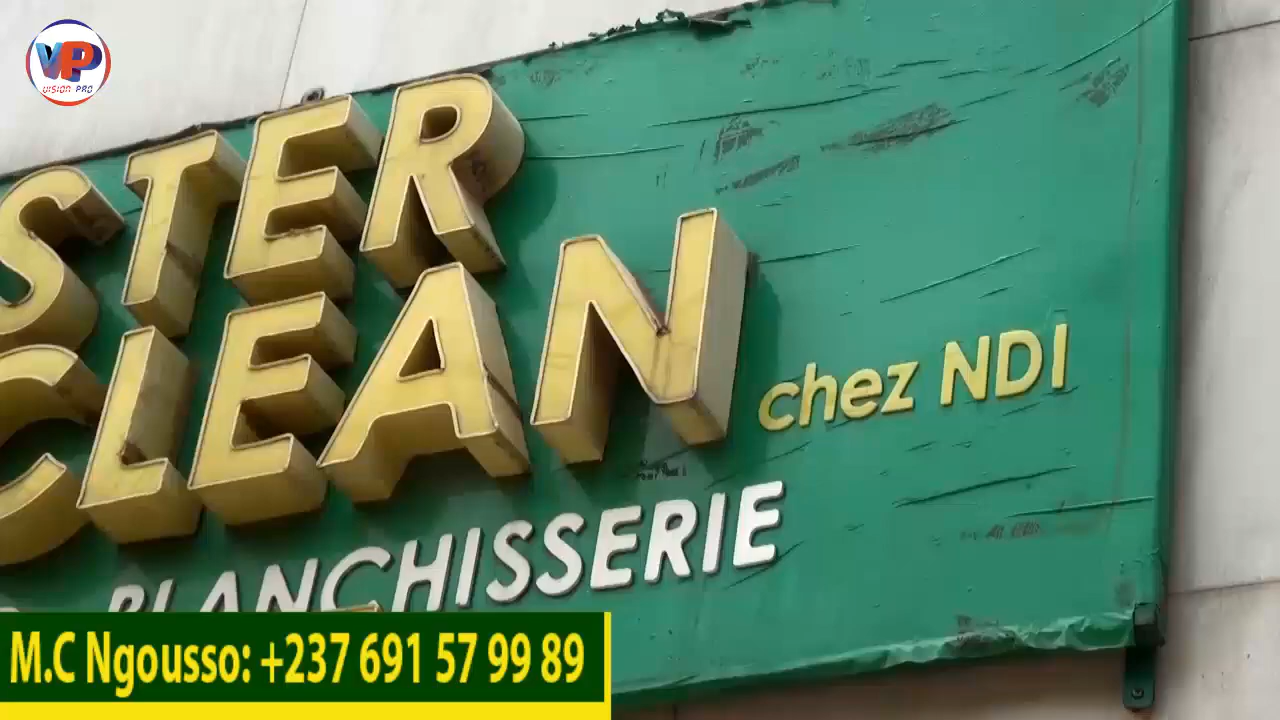 VP
VISION PRO
STER
CLEAN
chez NDI
BLANCHISSERIE
M.C Ngousso: +237 691 57 99 89